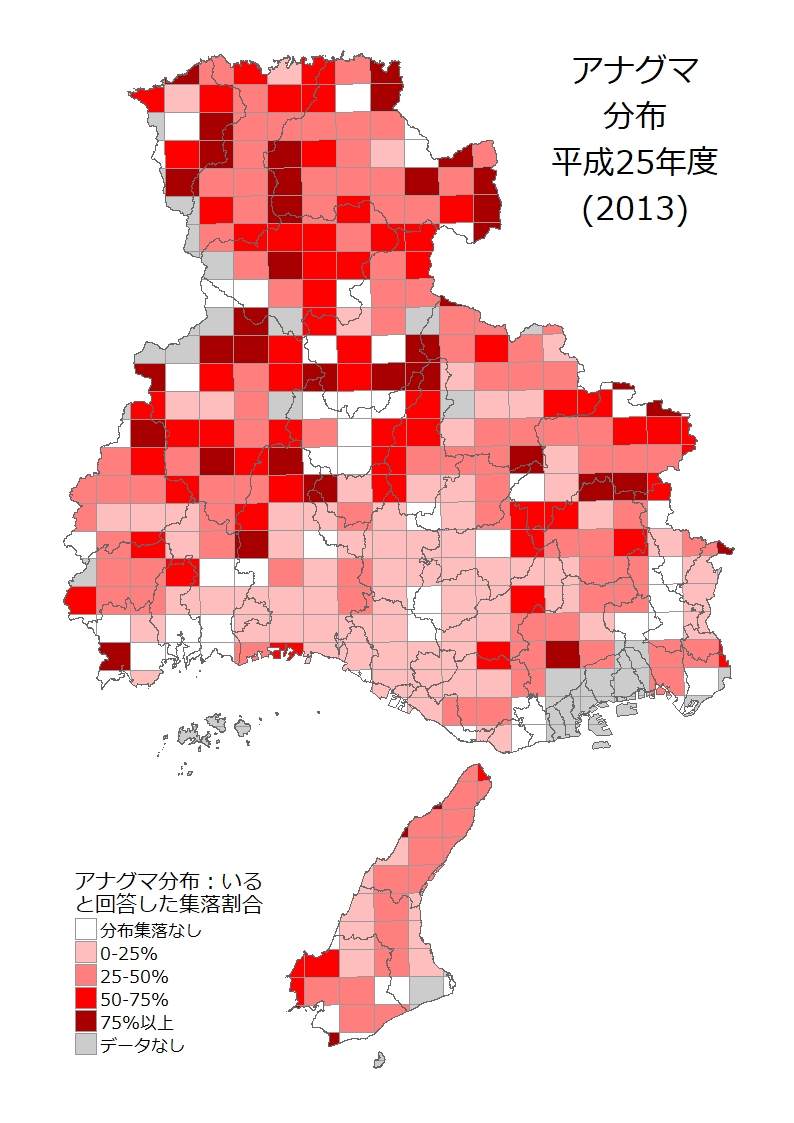 アナグマ
分布
平成25年度
(2013)
アナグマ分布：いる
と回答した集落割合
分布集落なし
0-25%
25-50%
50-75%
75%以上
データなし